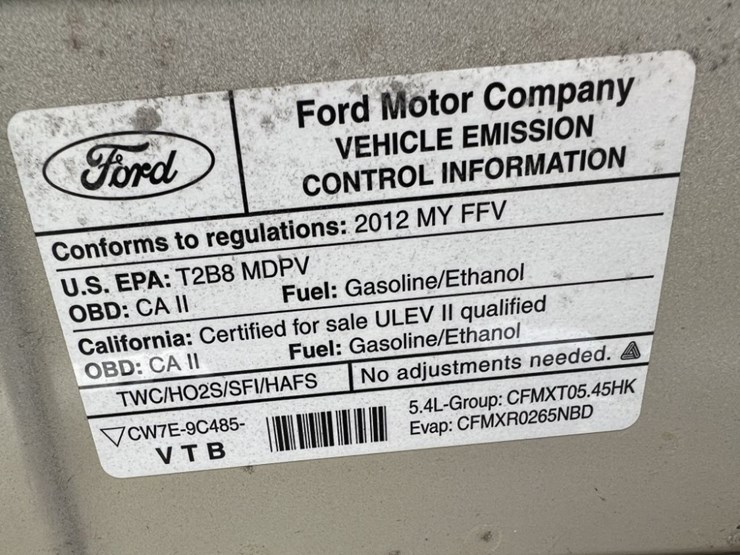 Ford
Ford Motor Company
VEHICLE EMISSION
CONTROL INFORMATION
Conforms to regulations: 2012 MY FFV
U.S. EPA: T2B8 MDPV
OBD: CA II Fuel: Gasoline/Ethanol
California: Certified for sale ULEV II qualified
OBD: CA II Fuel: Gasoline/Ethanol
TWC/HO2S/SFI/HAFS No adjustments needed.
CW7E-9C485-
V T B
5.4L-Group: CFMXT05.45HK
Evap: CFMXR0265NBD